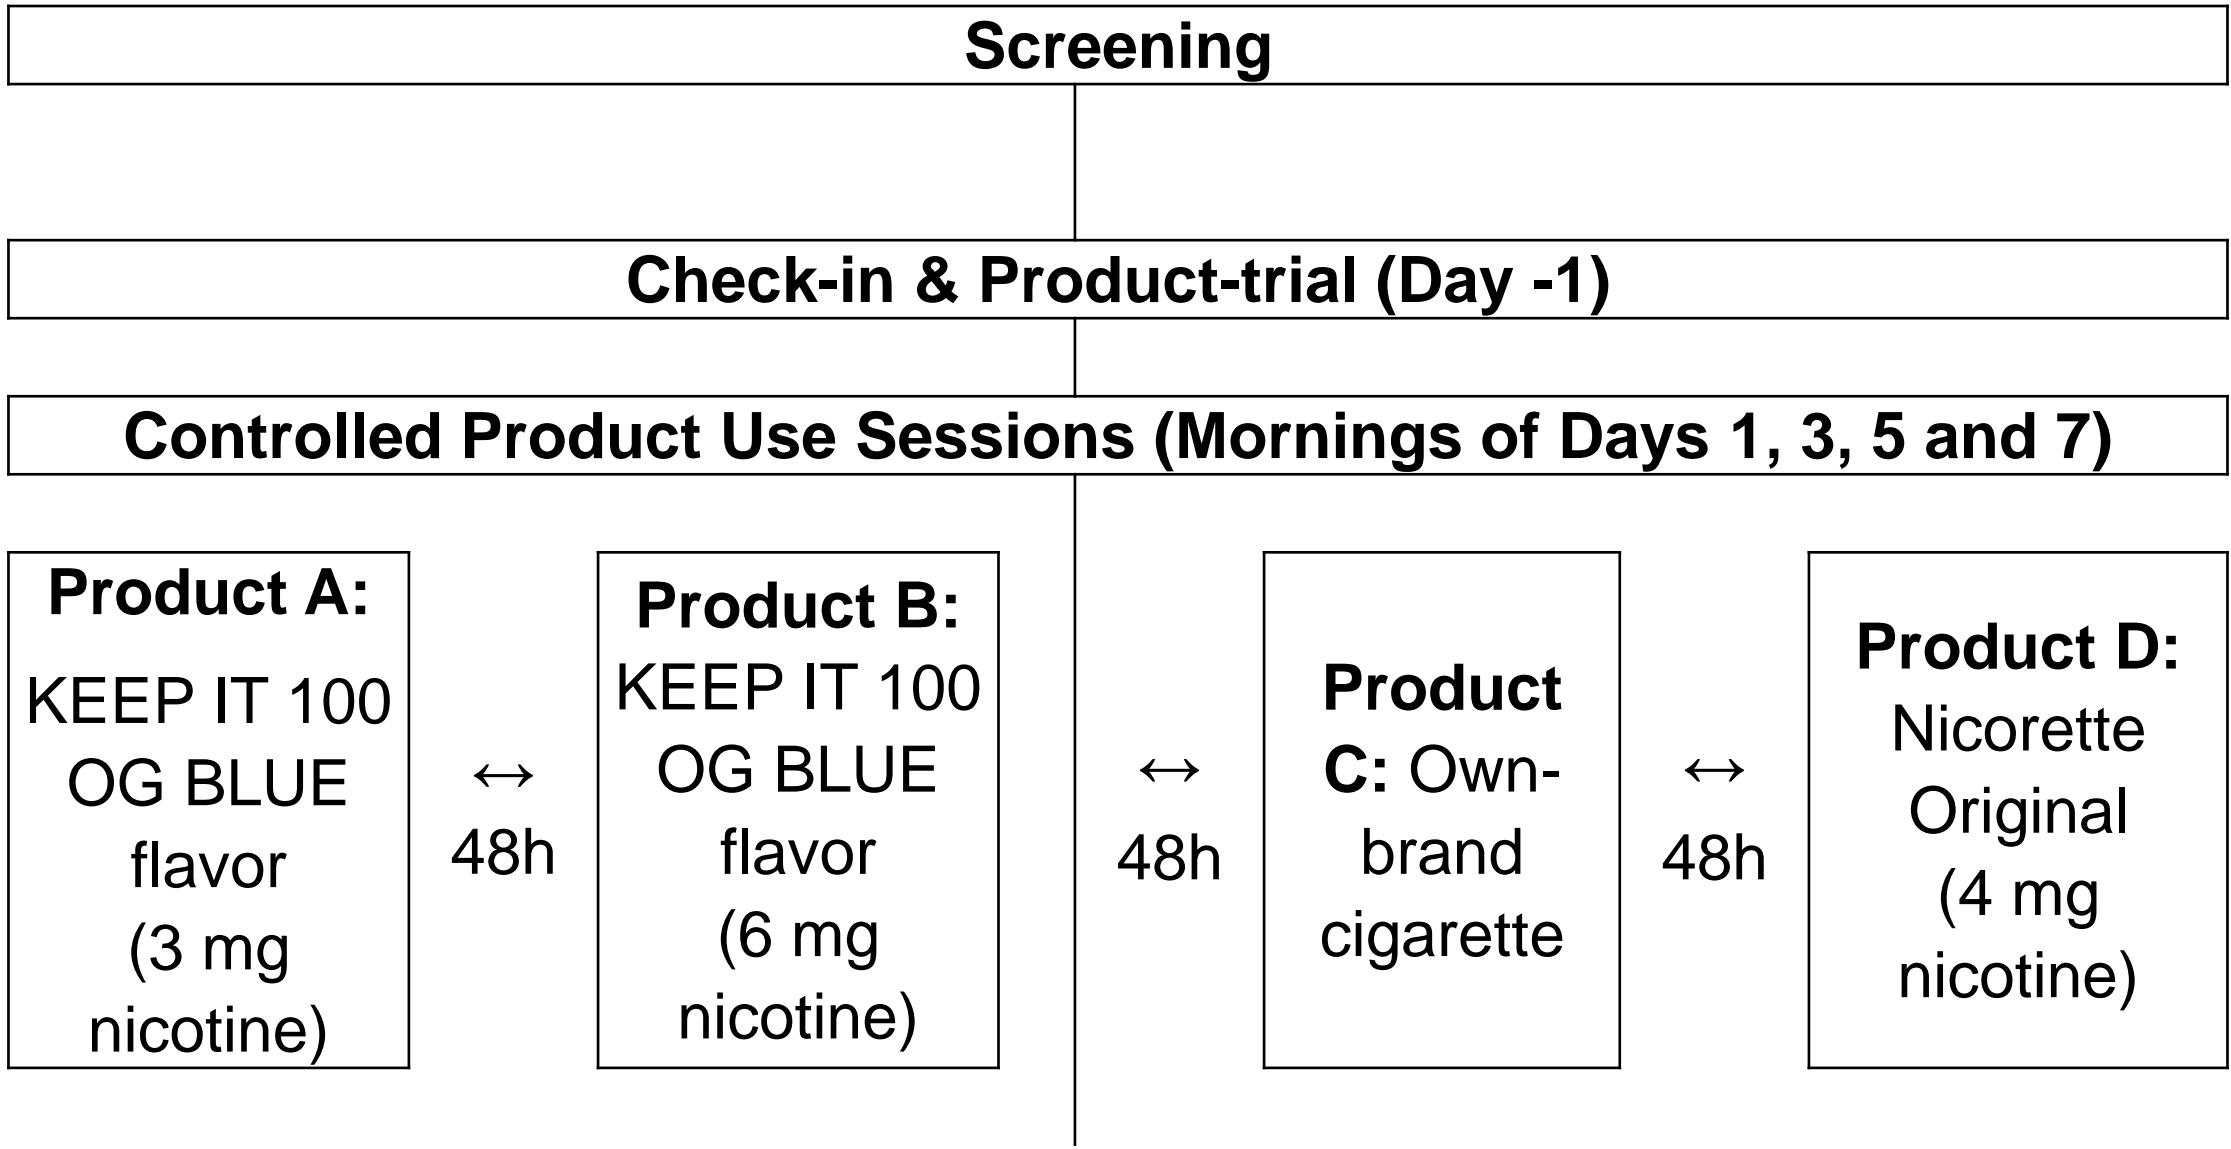 Screening
Check-in & Product-trial (Day -1)
Controlled Product Use Sessions (Mornings of Days 1, 3, 5 and 7)
Product A:
KEEP IT 100
OG BLUE
flavor
(3 mg
nicotine)
↔
48h
Product B:
KEEP IT 100
OG BLUE
flavor
(6 mg
nicotine)
↔
48h
Product
C: Own-
brand
cigarette
↔
48h
Product D:
Nicorette
Original
(4 mg
nicotine)